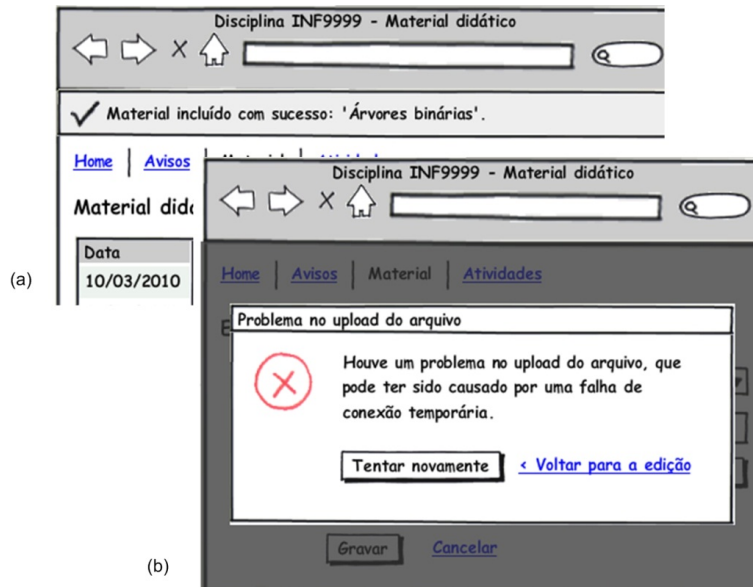 Disciplina INF9999 - Material didático
Material incluído com sucesso: 'Árvores binárias'.
Home | Avisos
Material
Data
10/03/2010
(a)
Disciplina INF9999 - Material didático
Home | Avisos | Material | Atividades
Problema no upload do arquivo
Houve um problema no upload do arquivo, que
pode ter sido causado por uma falha de
conexão temporária.
Tentar novamente < Voltar para a edição
Gravar Cancelar
(b)